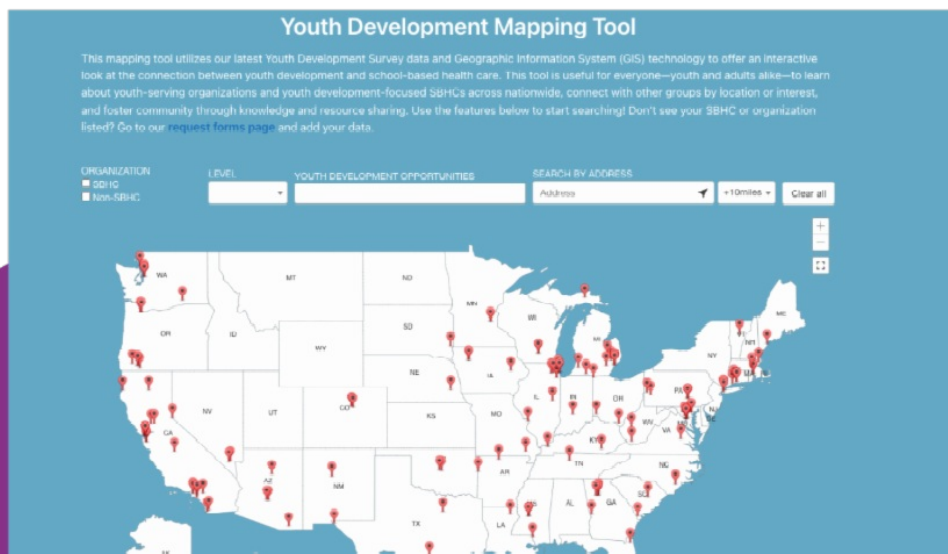 Youth Development Mapping Tool
This mapping tool utilizes our latest Youth Development Survey data and Geographic Information System (GIS) technology to offer an interactive
look at the connection between youth development and school-based health care. This tool is useful for everyone—youth and adults alike—to learn
about youth-serving organizations and youth development-focused SBHCs across nationwide, connect with other groups by location or interest,
and foster community through knowledge and resource sharing. Use the features below to start searching! Don't see your SBHC or organization
listed? Go to our request forms page and add your data.
ORGANIZATION
SBHC
Non-SBHC
LEVEL
YOUTH DEVELOPMENT OPPORTUNITIES
SEARCH BY ADDRESS
Address
+10miles
Clear all
+
−
WA
MT
ND
MN
WI
MI
ME
VT
NH
OR
ID
SD
WY
NY
MA
NE
IA
PA
NJ
NV
UT
CO
KS
MO
IL
IN
OH
WV
VA
CA
KY
AZ
NM
AR
TN
NC
SC
TX
LA
MS
AL
GA
AK